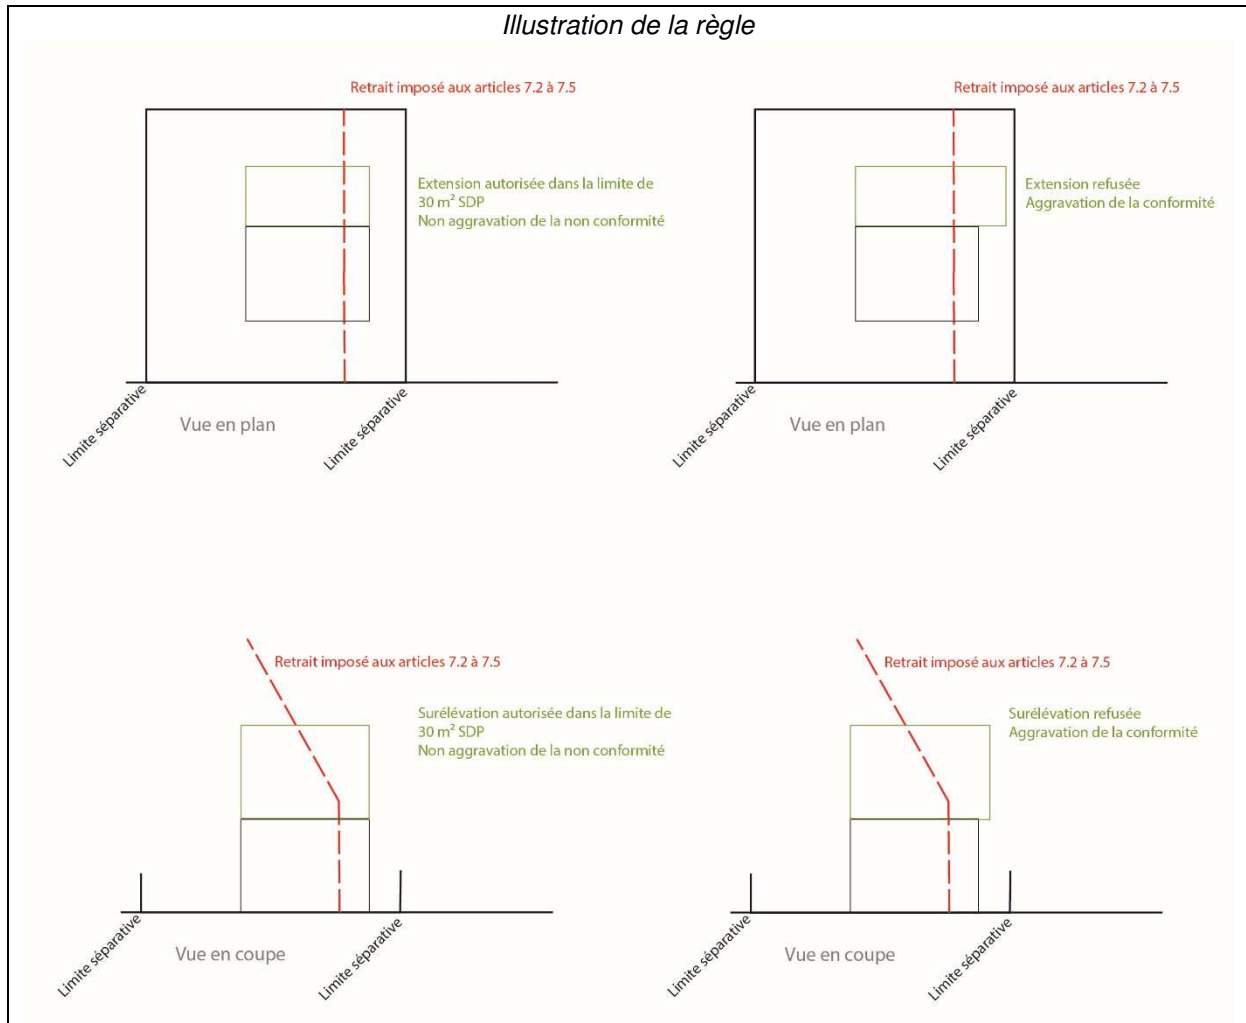 Illustration de la règle
Retrait imposé aux articles 7.2 à 7.5
Extension autorisée dans la limite de
30 m² SDP
Non aggravation de la non conformité
Limite séparative
Vue en plan
Limite séparative
Retrait imposé aux articles 7.2 à 7.5
Extension refusée
Aggravation de la conformité
Limite séparative
Vue en plan
Limite séparative
Retrait imposé aux articles 7.2 à 7.5
Surélévation autorisée dans la limite de
30 m² SDP
Non aggravation de la non conformité
Limite séparative
Vue en coupe
Limite séparative
Retrait imposé aux articles 7.2 à 7.5
Surélévation refusée
Aggravation de la conformité
Limite séparative
Vue en coupe
Limite séparative